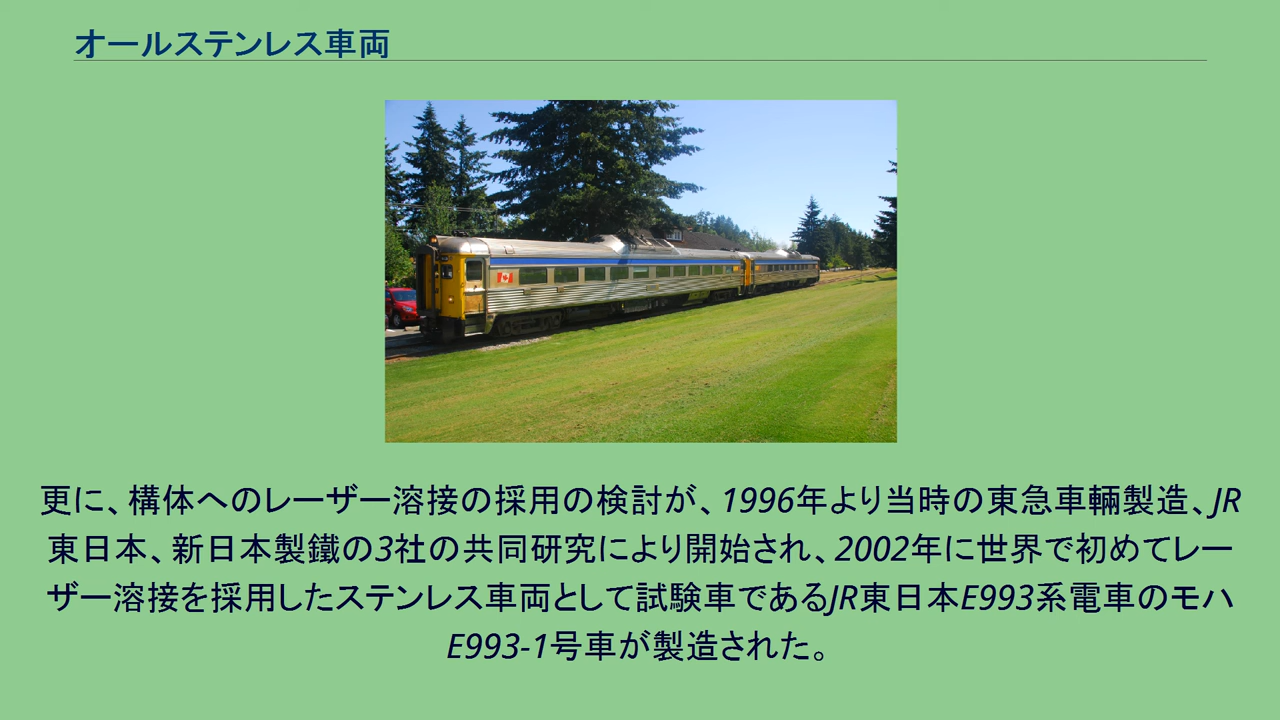 オールステンレス車両
更に、構体へのレーザー溶接の採用の検討が、1996年より当時の東急車輛製造、JR
東日本、新日本製鐵の3社の共同研究により開始され、2002年に世界で初めてレー
ザー溶接を採用したステンレス車両として試験車であるJR東日本E993系電車のモハ
E993-1号車が製造された。